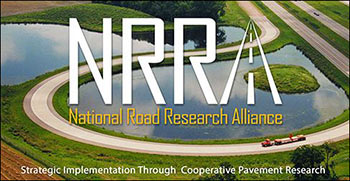 NRRA
National Road Research Alliance
Strategic Implementation Through Cooperative Pavement Research